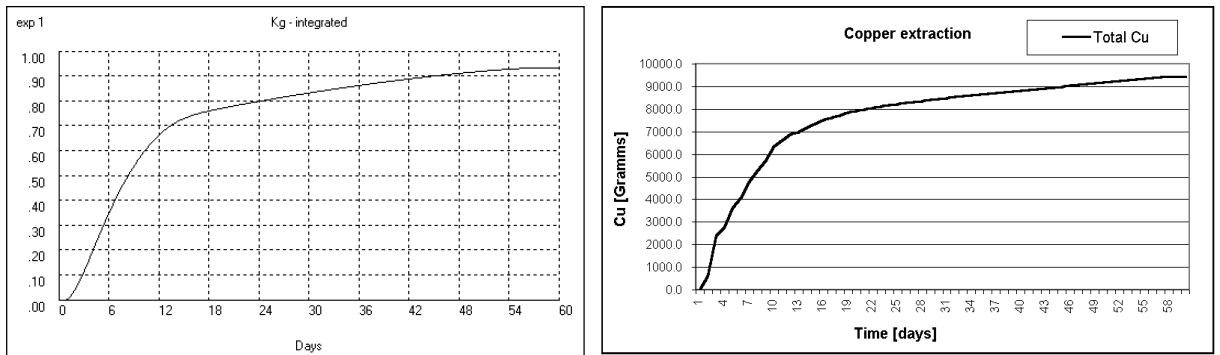 exp 1
Kg - integrated
1.00
.90
.80
.70
.60
.50
.40
.30
.20
.10
.00
0 6 12 18 24 30 36 42 48 54 60
Days
Copper extraction
Total Cu
Cu [Gramms]
10000.0
9000.0
8000.0
7000.0
6000.0
5000.0
4000.0
3000.0
2000.0
1000.0
0.0
1 4 7 10 13 16 19 22 25 28 31 34 37 40 43 46 49 52 55 58
Time [days]